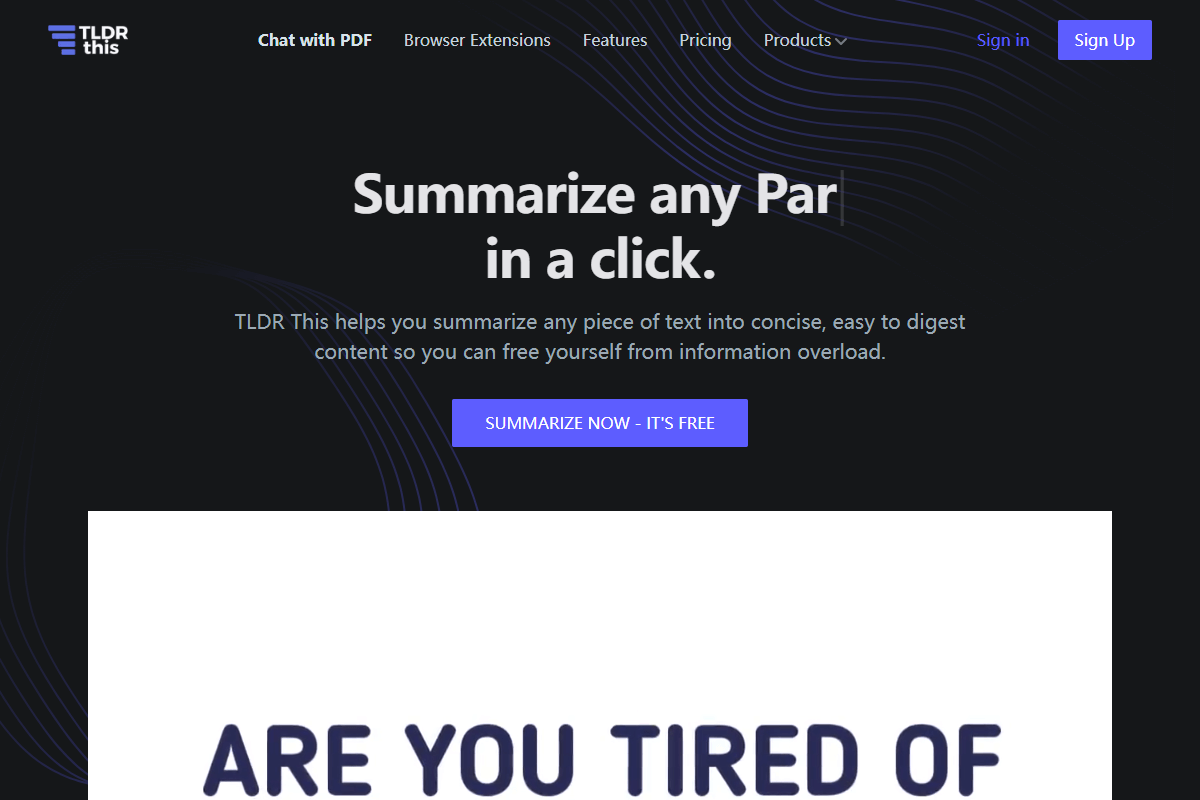 TLDR
this
Chat with PDF
Browser Extensions
Features
Pricing
Products
Sign in
Sign Up
Summarize any Par
in a click.
TLDR This helps you summarize any piece of text into concise, easy to digest
content so you can free yourself from information overload.
SUMMARIZE NOW - IT'S FREE
ARE YOU TIRED OF